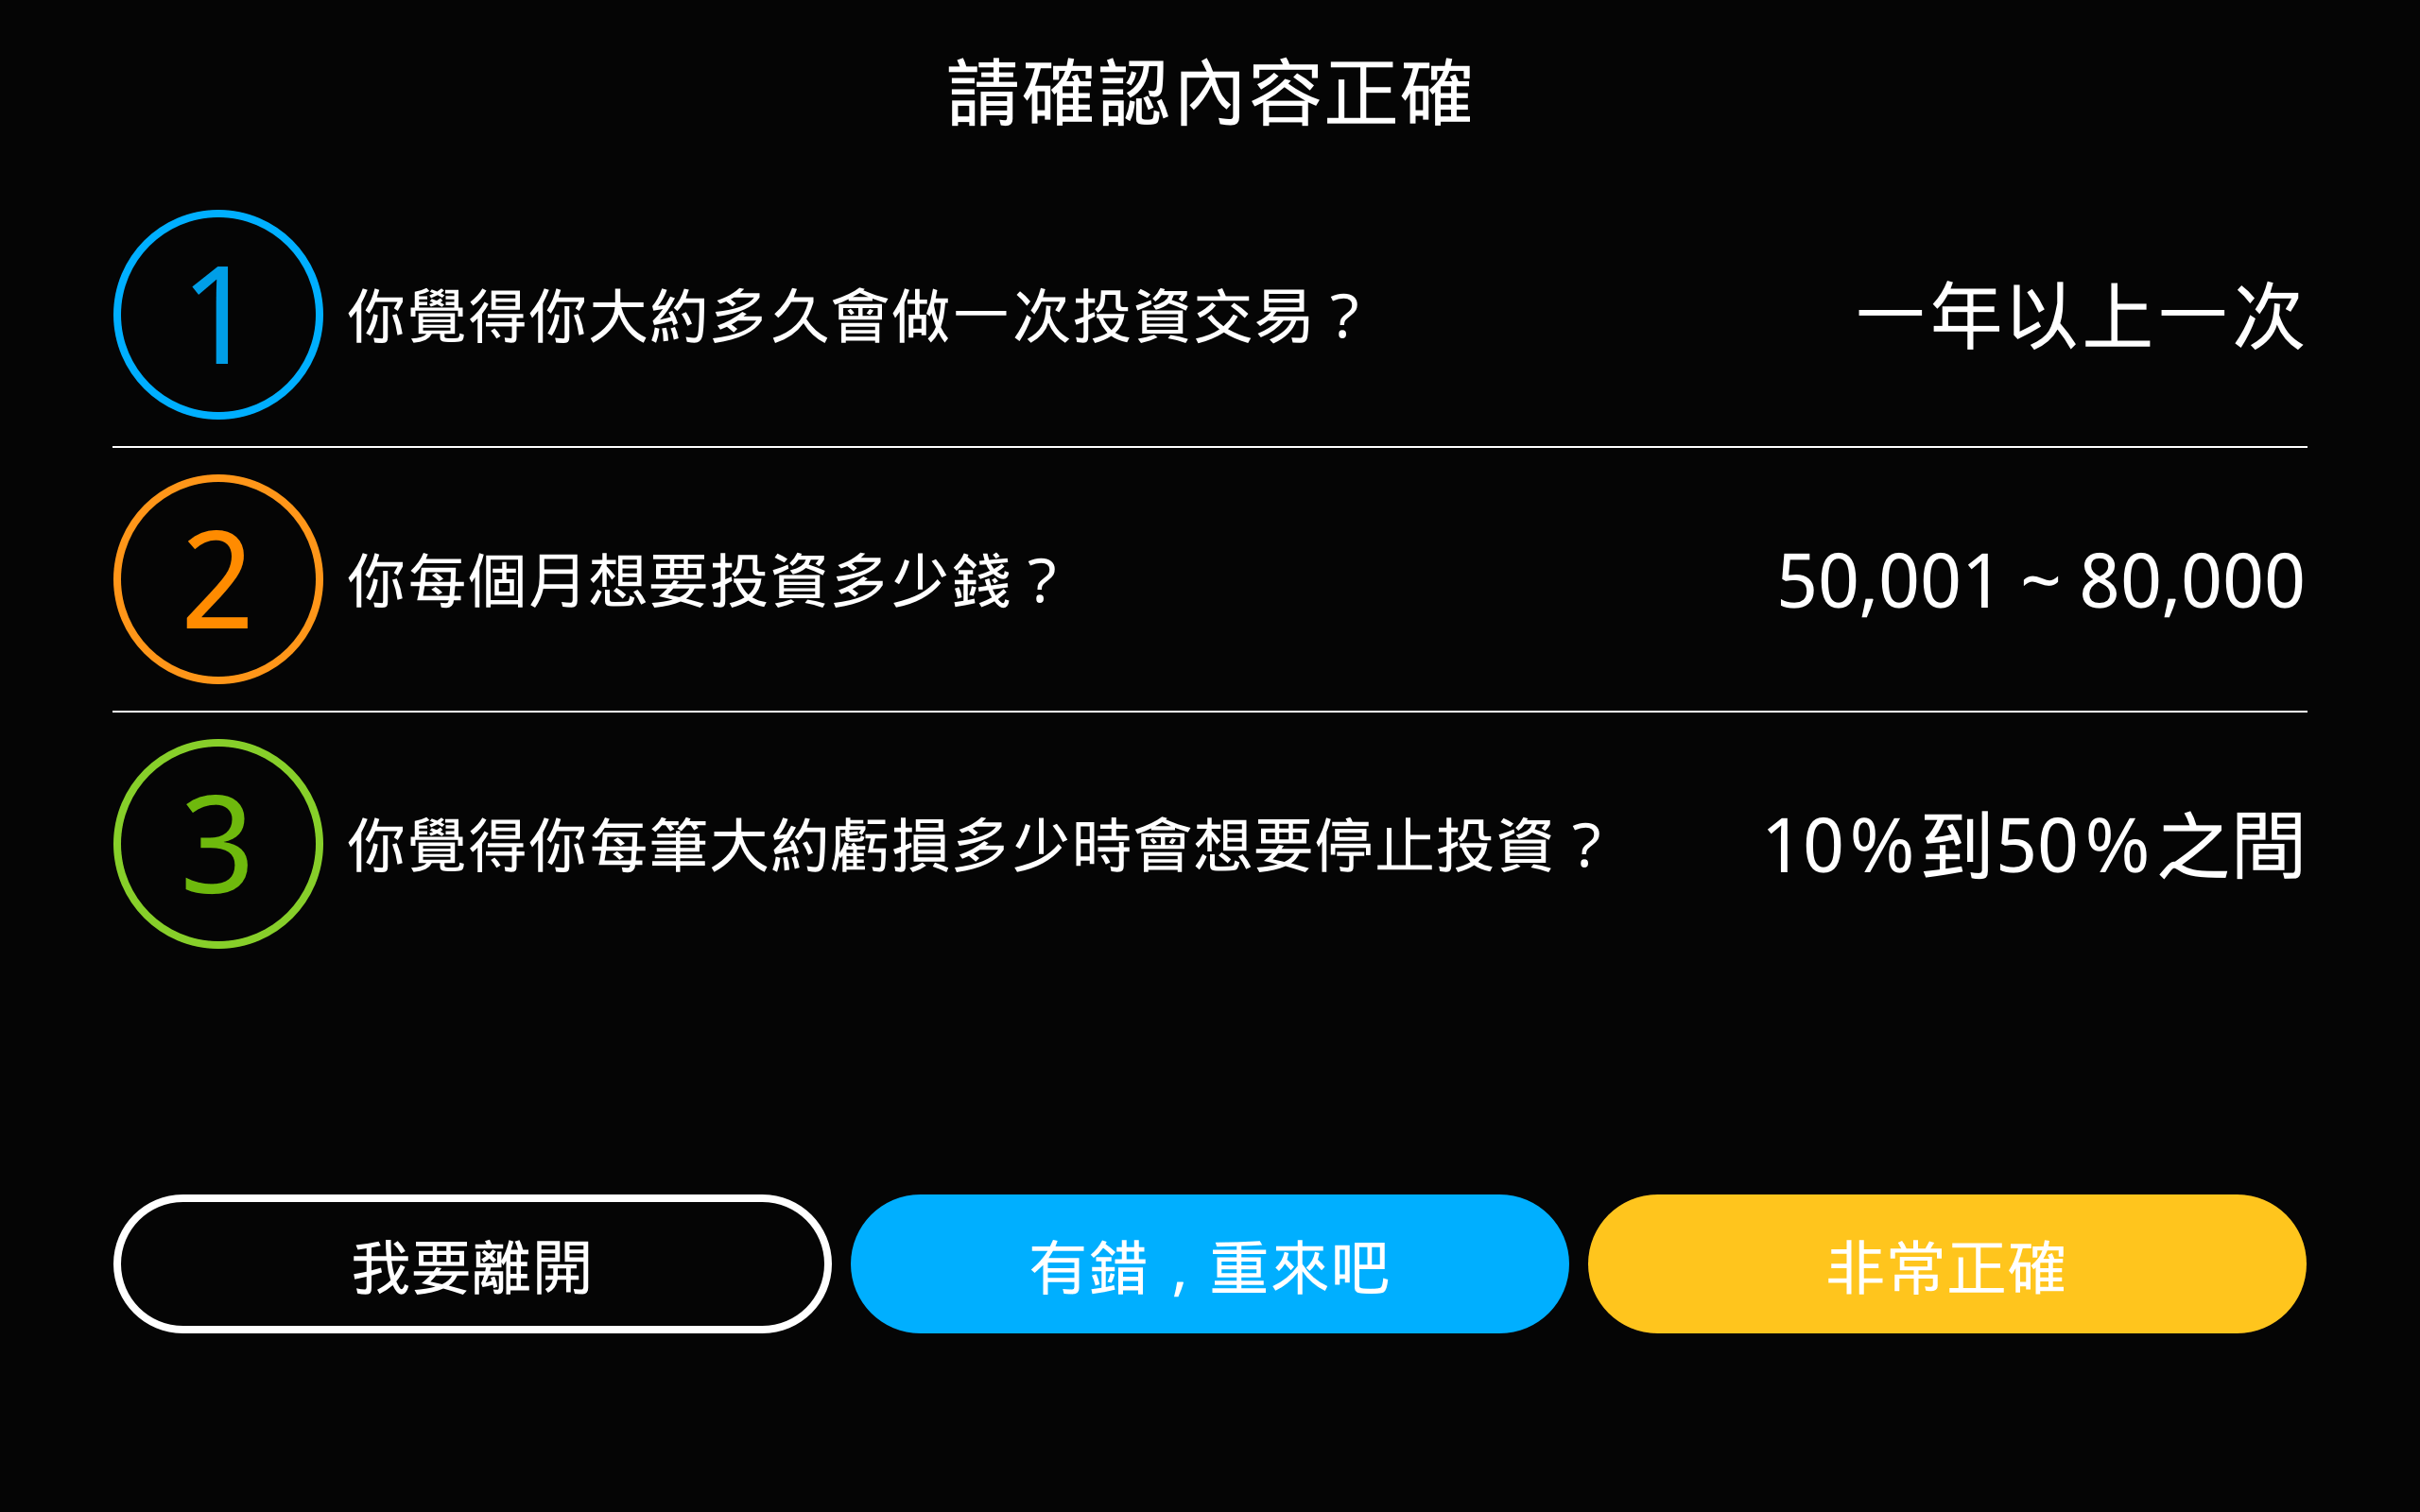 請確認內容正確
1 你覺得你大約多久會做一次投資交易？ 一年以上一次
2 你每個月想要投資多少錢？ 50,001 ~ 80,000
3 你覺得你每筆大約虧損多少時會想要停止投資？ 10％到50％之間
我要離開 有錯，重來吧 非常正確